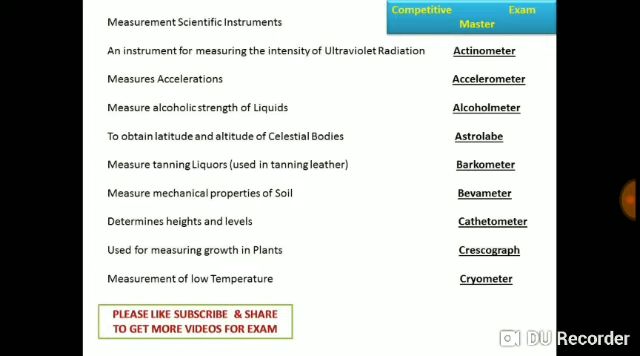 Competitive Exam
Master
Measurement Scientific Instruments
An instrument for measuring the intensity of Ultraviolet Radiation Actinometer
Measures Accelerations Accelerometer
Measure alcoholic strength of Liquids Alcoholmeter
To obtain latitude and altitude of Celestial Bodies Astrolabe
Measure tanning Liquors (used in tanning leather) Barkometer
Measure mechanical properties of Soil Bevameter
Determines heights and levels Cathetometer
Used for measuring growth in Plants Crescograph
Measurement of low Temperature Cryometer
PLEASE LIKE SUBSCRIBE & SHARE
TO GET MORE VIDEOS FOR EXAM
DU Recorder